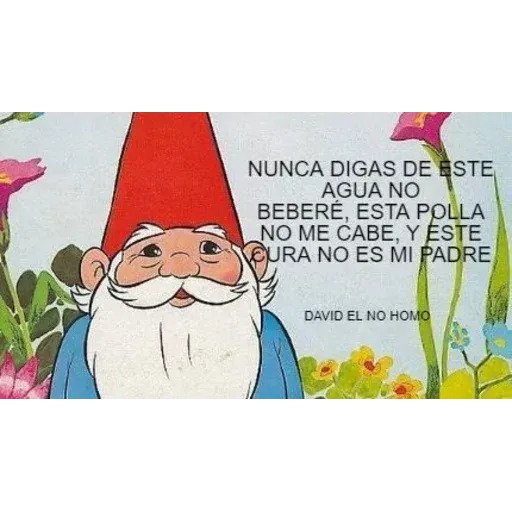 NUNCA DIGAS DE ESTE
AGUA NO
BEBERÉ, ESTA POLLA
NO ME CABE, Y ESTE
CURA NO ES MI PADRE
DAVID EL NO HOMO